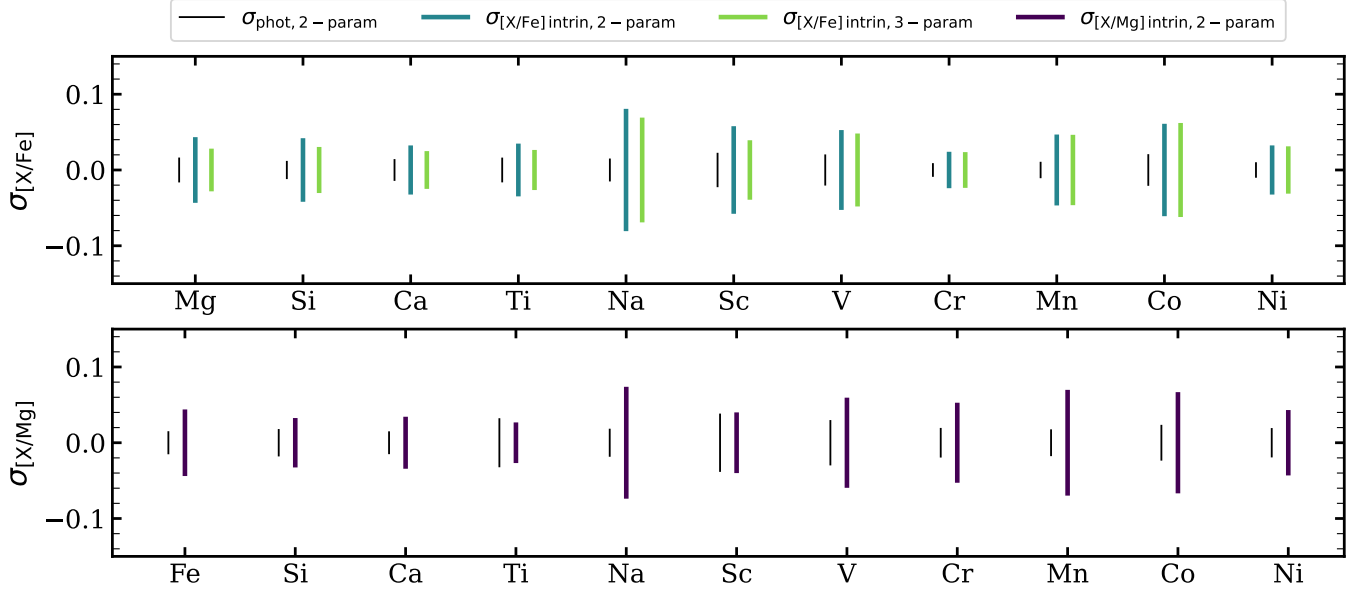 σphot, 2−param σ[X/Fe] intrin, 2−param σ[X/Fe] intrin, 3−param σ[X/Mg] intrin, 2−param
0.1
0.0
−0.1
σ[X/Fe]
Mg Si Ca Ti Na Sc V Cr Mn Co Ni
0.1
0.0
−0.1
σ[X/Mg]
Fe Si Ca Ti Na Sc V Cr Mn Co Ni